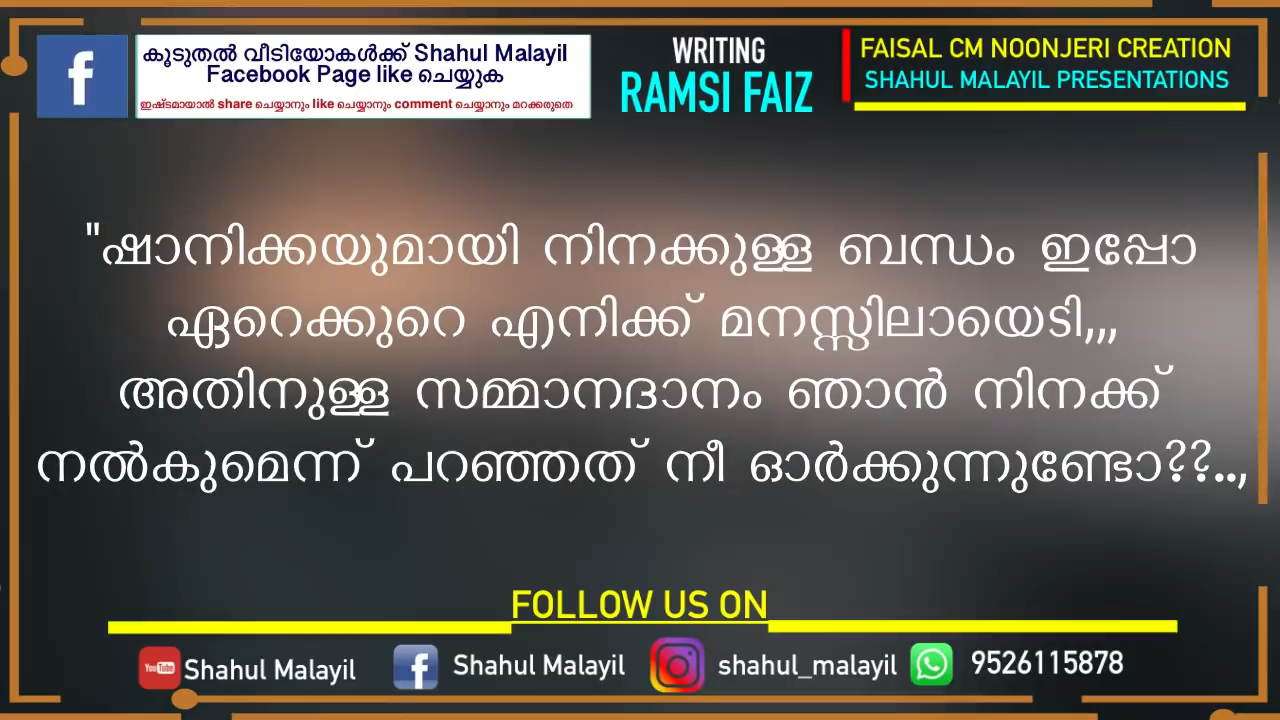 കൂടുതൽ വീടിയോകൾക്ക് Shahul Malayil
Facebook Page like ചെയ്യുക
ഇഷ്ടമായാൽ share ചെയ്യാനും like ചെയ്യാനും comment ചെയ്യാനും മറക്കരുതെ
WRITING
RAMSI FAIZ
FAISAL CM NOONJERI CREATION
SHAHUL MALAYIL PRESENTATIONS
"ഷാനിക്കയുമായി നിനക്കുള്ള ബന്ധം ഇപ്പോ
ഏറെക്കുറെ എനിക്ക് മനസ്സിലായെടി,,,
അതിനുള്ള സമ്മാനദാനം ഞാൻ നിനക്ക്
നൽകുമെന്ന് പറഞ്ഞത് നീ ഓർക്കുന്നുണ്ടോ??..,
FOLLOW US ON
YouTube Shahul Malayil
Shahul Malayil
shahul_malayil
9526115878